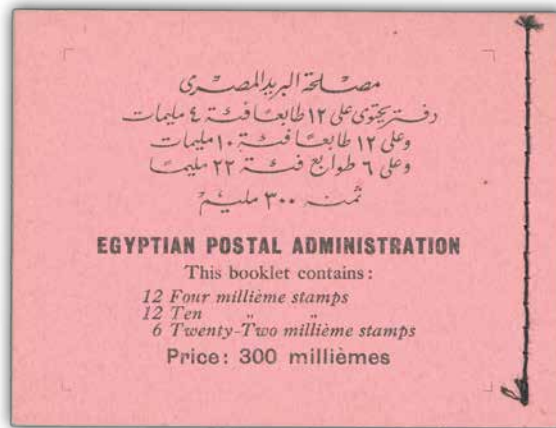 مصلحة البريد المصرى
دفتر يحتوى على ١٢ طابعا فئة ٤ مليمات
وعلى ١٢ طابعا فئة ١٠ مليمات
وعلى ٦ طوابع فئة ٢٢ مليما
ثمنه ٣٠٠ مليم
EGYPTIAN POSTAL ADMINISTRATION
This booklet contains:
12 Four millième stamps
12 Ten „ „
6 Twenty-Two millième stamps
Price: 300 millièmes